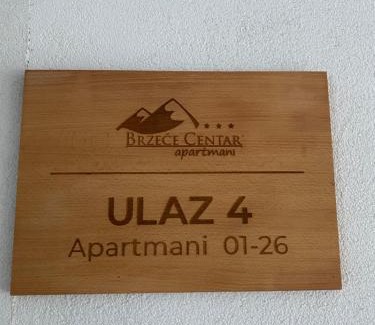 BRZEĆE CENTAR
apartmani
ULAZ 4
Apartmani 01-26